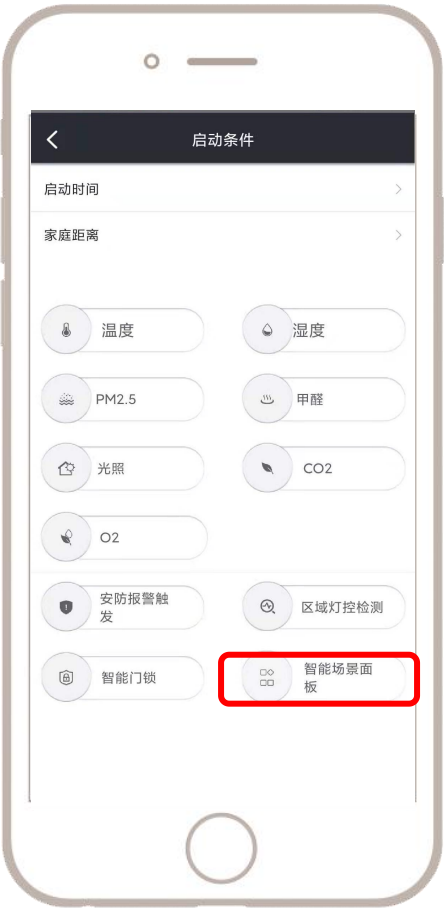 启动条件
启动时间
家庭距离
温度
湿度
PM2.5
甲醛
光照
CO2
O2
安防报警触
发
区域灯控检测
智能门锁
智能场景面
板